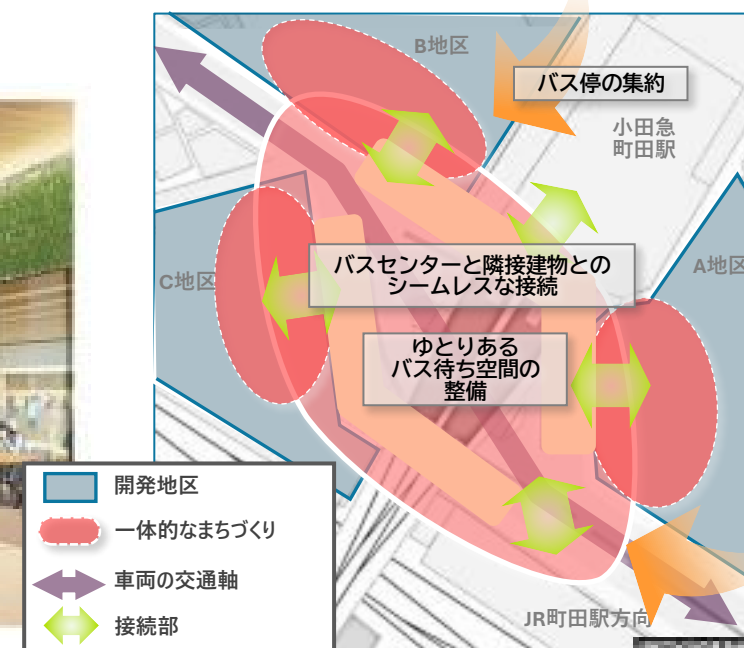 B地区
バス停の集約
小田急
町田駅
バスセンターと隣接建物との
シームレスな接続
C地区
A地区
ゆとりある
バス待ち空間の
整備
開発地区
一体的なまちづくり
車両の交通軸
接続部
JR町田駅方向